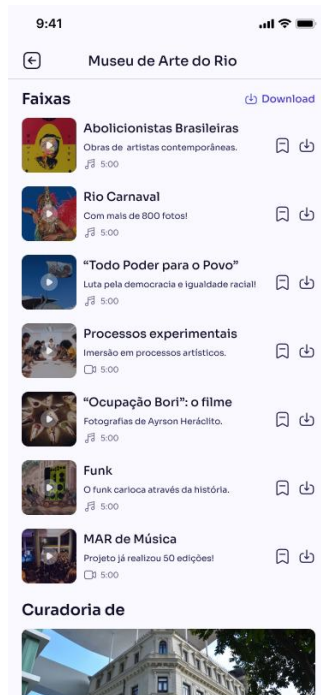 9:41
Museu de Arte do Rio
Faixas
Download
Abolicionistas Brasileiras
Obras de artistas contemporâneas.
5:00
Rio Carnaval
Com mais de 800 fotos!
5:00
“Todo Poder para o Povo”
Luta pela democracia e igualdade racial!
5:00
Processos experimentais
Imersão em processos artísticos.
5:00
“Ocupação Bori”: o filme
Fotografias de Ayrson Heráclito.
5:00
Funk
O funk carioca através da história.
5:00
MAR de Música
Projeto já realizou 50 edições!
5:00
Curadoria de